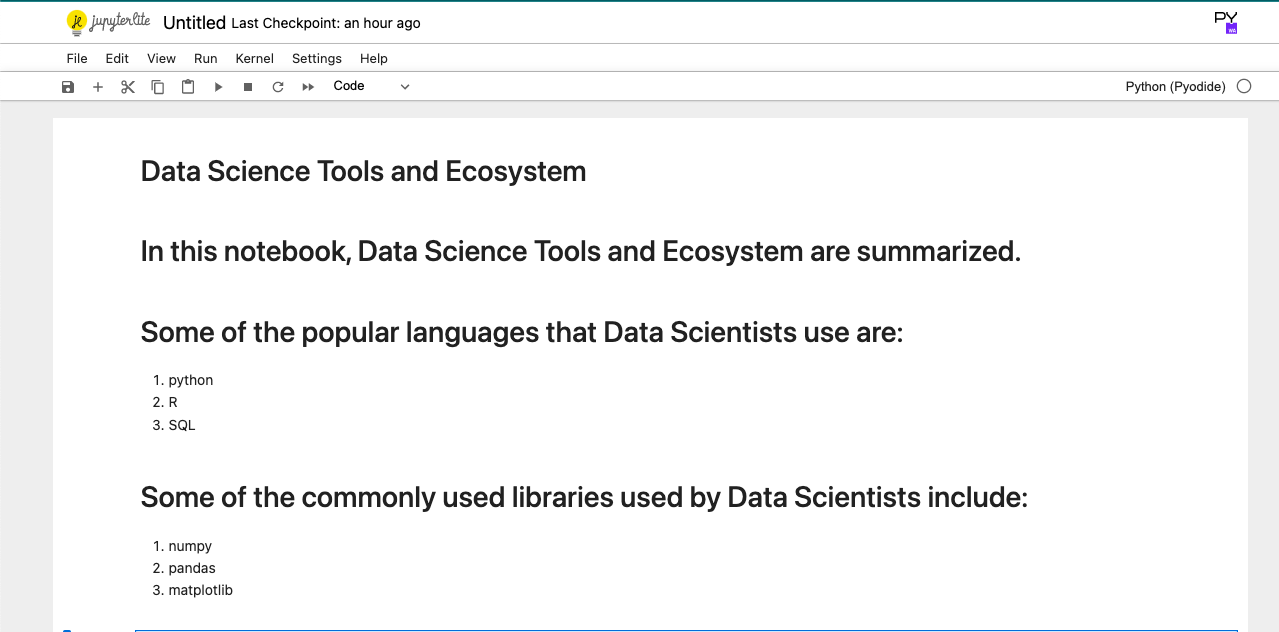 jupyterlite Untitled Last Checkpoint: an hour ago PY
WA
File Edit View Run Kernel Settings Help
Code Python (Pyodide)
Data Science Tools and Ecosystem
In this notebook, Data Science Tools and Ecosystem are summarized.
Some of the popular languages that Data Scientists use are:
1. python
2. R
3. SQL
Some of the commonly used libraries used by Data Scientists include:
1. numpy
2. pandas
3. matplotlib